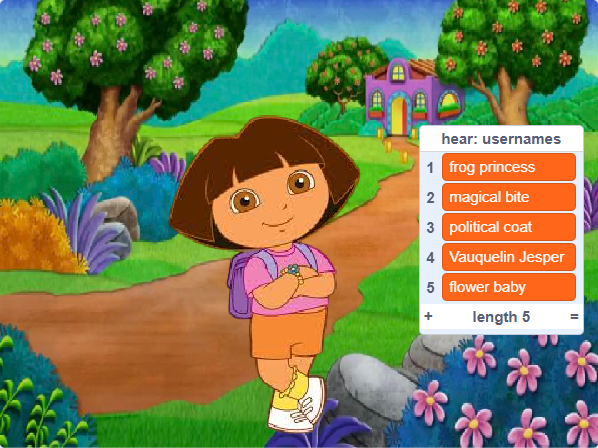 hear: usernames
1 frog princess
2 magical bite
3 political coat
4 Vauquelin Jesper
5 flower baby
+ length 5 =